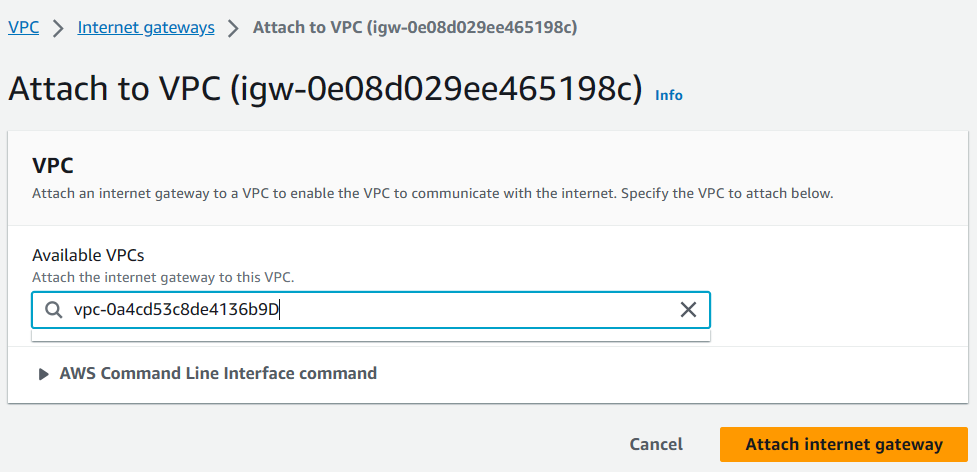 VPC > Internet gateways > Attach to VPC (igw-0e08d029ee465198c)
Attach to VPC (igw-0e08d029ee465198c) Info
VPC
Attach an internet gateway to a VPC to enable the VPC to communicate with the internet. Specify the VPC to attach below.
Available VPCs
Attach the internet gateway to this VPC.
vpc-0a4cd53c8de4136b9D
AWS Command Line Interface command
Cancel Attach internet gateway